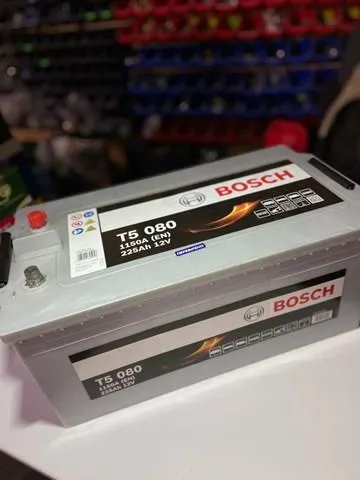 BOSCH
T5 080
1150A (EN)
225Ah 12V
BOSCH
T5 080
1150A (EN)
225Ah 12V